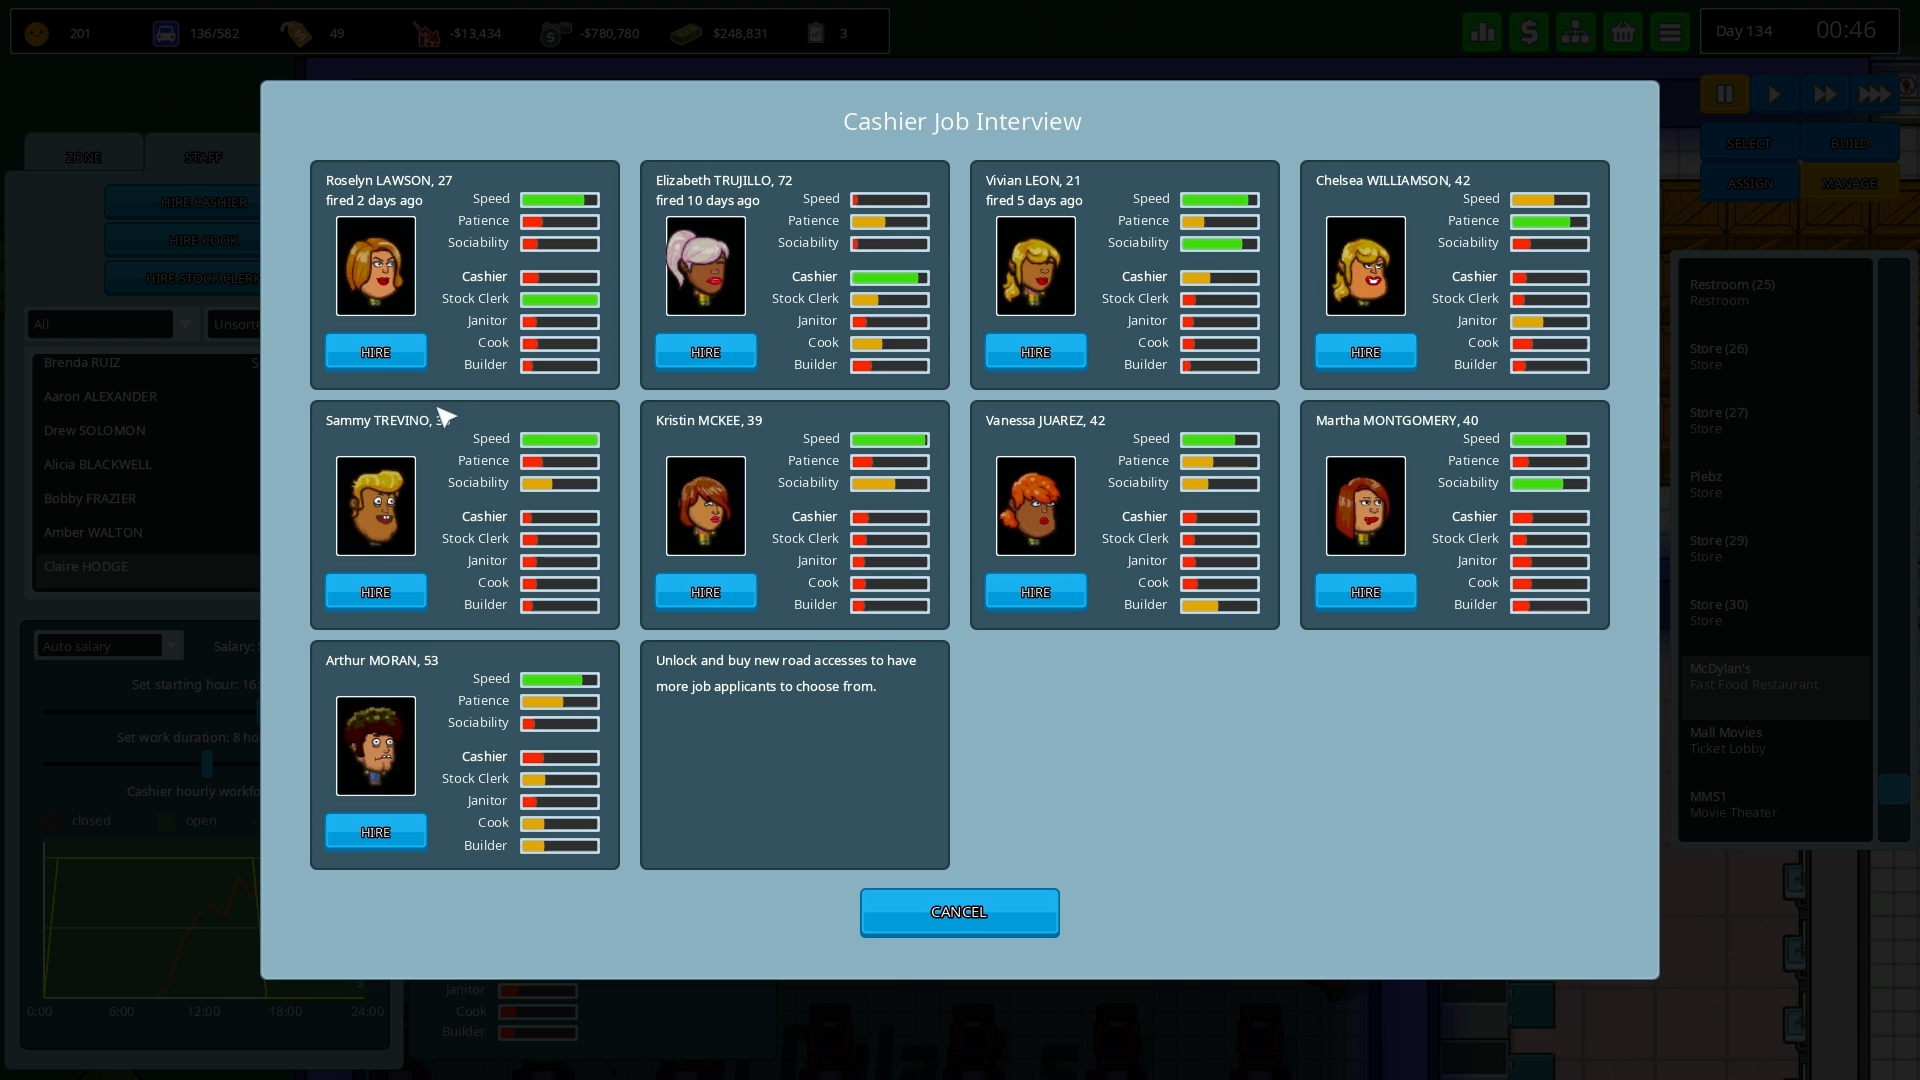 201
136/582
49
-$13,434
-$780,780
$248,831
3
Day 134
00:46
SELECT
BUILD
ASSIGN
MANAGE
ZONE
STAFF
HIRE CASHIER
HIRE COOK
HIRE STOCK CLERK
All
Brenda RUIZ
Aaron ALEXANDER
Drew SOLOMON
Alicia BLACKWELL
Bobby FRAZIER
Amber WALTON
Claire HODGE
Auto salary
Salary:
Set starting hour: 16:
Set work duration: 8
Cashier hourly
closed
open
0:00
6:00
12:00
18:00
24:00
Janitor
Cook
Builder
Cashier Job Interview
Roselyn LAWSON, 27
fired 2 days ago
Speed
Patience
Sociability
Cashier
Stock Clerk
Janitor
Cook
Builder
HIRE
Elizabeth TRUJILLO, 72
fired 10 days ago
Speed
Patience
Sociability
Cashier
Stock Clerk
Janitor
Cook
Builder
HIRE
Vivian LEON, 21
fired 5 days ago
Speed
Patience
Sociability
Cashier
Stock Clerk
Janitor
Cook
Builder
HIRE
Chelsea WILLIAMSON, 42
Speed
Patience
Sociability
Cashier
Stock Clerk
Janitor
Cook
Builder
HIRE
Sammy TREVINO,
Speed
Patience
Sociability
Cashier
Stock Clerk
Janitor
Cook
Builder
HIRE
Kristin MCKEE, 39
Speed
Patience
Sociability
Cashier
Stock Clerk
Janitor
Cook
Builder
HIRE
Vanessa JUAREZ, 42
Speed
Patience
Sociability
Cashier
Stock Clerk
Janitor
Cook
Builder
HIRE
Martha MONTGOMERY, 40
Speed
Patience
Sociability
Cashier
Stock Clerk
Janitor
Cook
Builder
HIRE
Arthur MORAN, 53
Speed
Patience
Sociability
Cashier
Stock Clerk
Janitor
Cook
Builder
HIRE
Unlock and buy new road accesses to have
more job applicants to choose from.
CANCEL
Restroom (25)
Restroom
Store (26)
Store
Store (27)
Store
Plebz
Store
Store (29)
Store
Store (30)
Store
McDylan's
Fast Food Restaurant
Mall Movies
Ticket Lobby
MMS1
Movie Theater